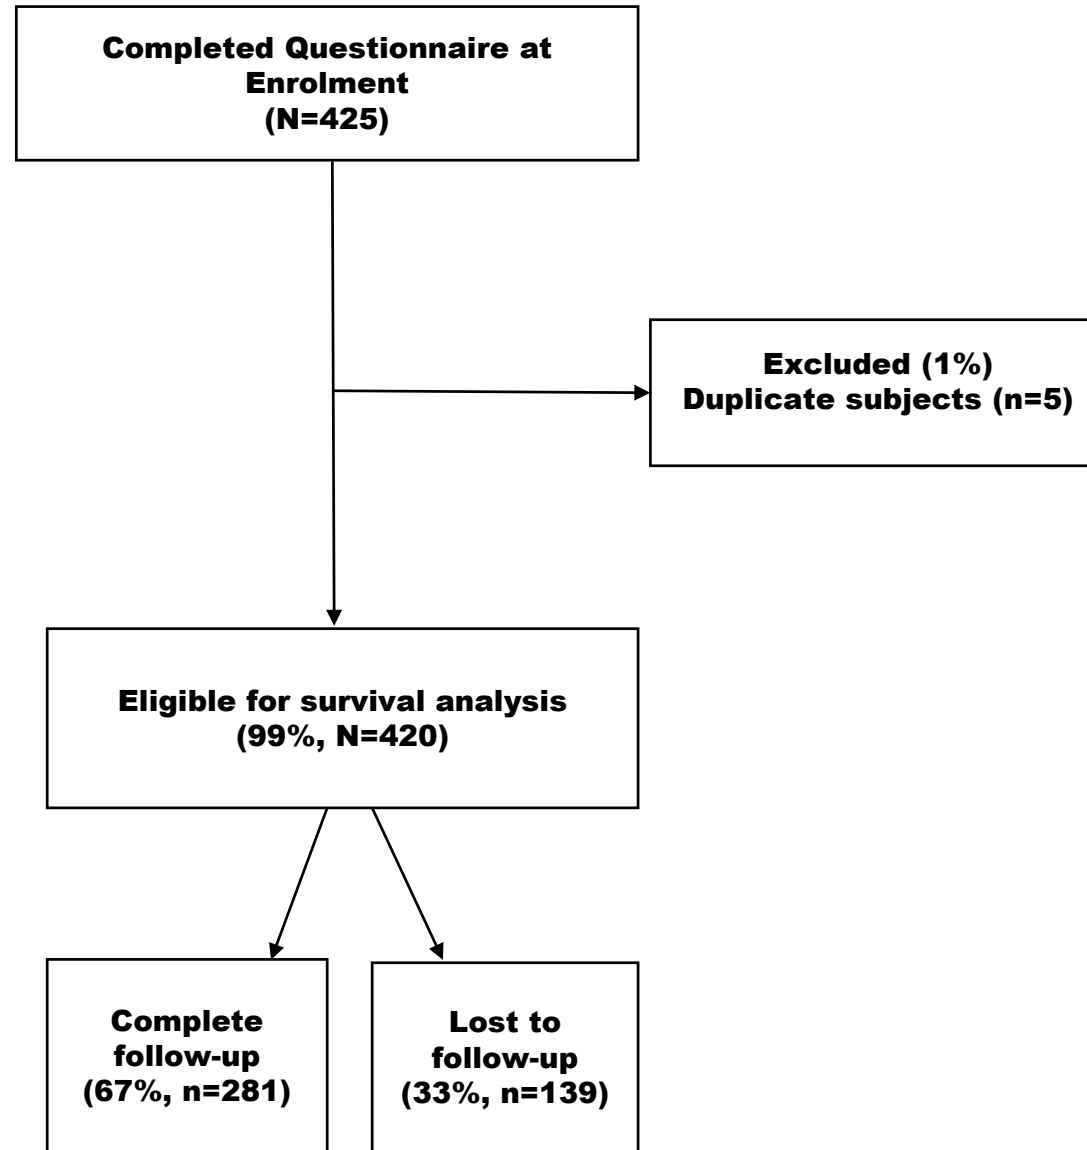 Completed Questionnaire at
Enrolment
(N=425)
Excluded (1%)
Duplicate subjects (n=5)
Eligible for survival analysis
(99%, N=420)
Complete
follow-up
(67%, n=281)
Lost to
follow-up
(33%, n=139)